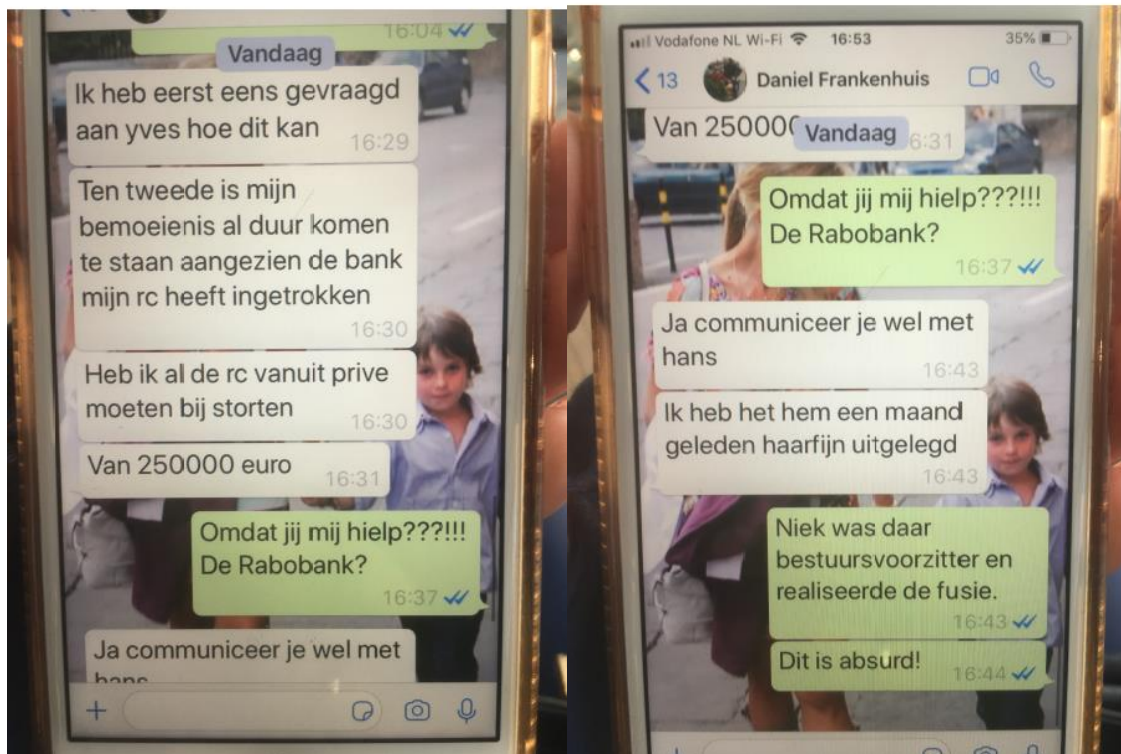 16:04
Vandaag
Ik heb eerst eens gevraagd
aan yves hoe dit kan
16:29
Ten tweede is mijn
bemoeienis al duur komen
te staan aangezien de bank
mijn rc heeft ingetrokken
16:30
Heb ik al de rc vanuit prive
moeten bij storten
16:30
Van 250000 euro
16:31
Omdat jij mij hielp???!!!
De Rabobank?
16:37
Ja communiceer je wel met
hans
Vodafone NL Wi-Fi 16:53 35%
13 Daniel Frankenhuis
Van 250000 Vandaag 6:31
Omdat jij mij hielp???!!!
De Rabobank?
16:37
Ja communiceer je wel met
hans
16:43
Ik heb het hem een maand
geleden haarfijn uitgelegd
16:43
Niek was daar
bestuursvoorzitter en
realiseerde de fusie.
16:43
Dit is absurd!
16:44